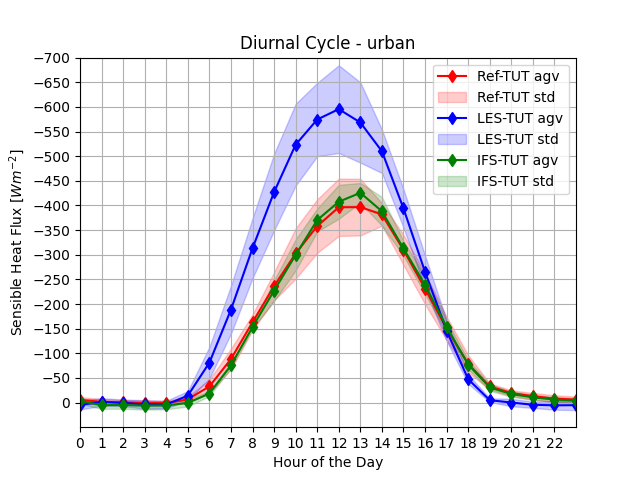 Diurnal Cycle - urban
Sensible Heat Flux [Wm⁻²]
−700
−650
−600
−550
−500
−450
−400
−350
−300
−250
−200
−150
−100
−50
0
Ref-TUT agv
Ref-TUT std
LES-TUT agv
LES-TUT std
IFS-TUT agv
IFS-TUT std
0 1 2 3 4 5 6 7 8 9 10 11 12 13 14 15 16 17 18 19 20 21 22
Hour of the Day